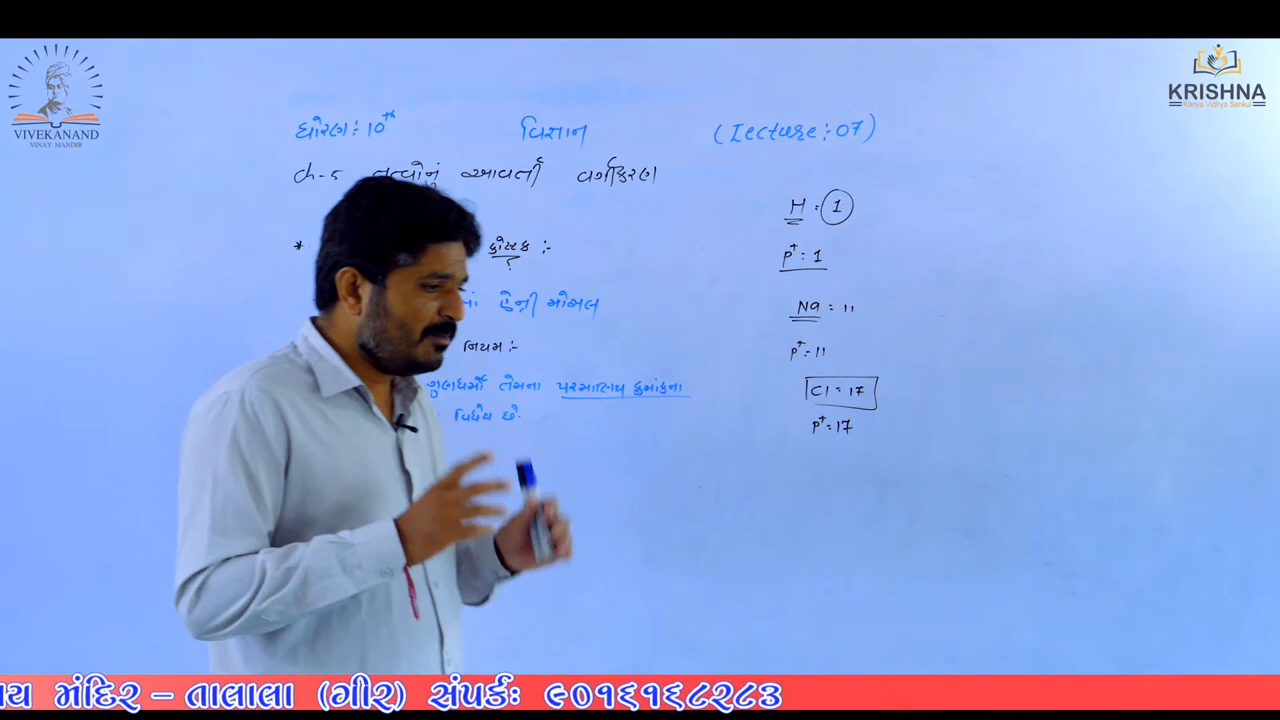 VIVEKANAND
VINAY MANDIR
KRISHNA
Kanya Vidhya Sankul
ધોરણ : 10th વિજ્ઞાન (Lecture : 07)
ch-5 તત્વોનું આવર્તી વર્ગીકરણ
* કોષ્ટક :-
હેન્રી મોસલ
નિયમ :-
ગુણધર્મો તેમના પરમાણ્વીય ક્રમાંકના
વિધેય છે.
H : 1
P+ : 1
Na = 11
P+ = 11
Cl = 17
P+ = 17
મંદિર – તાલાલા (ગીર) સંપર્કઃ ૯૦૧૬૧૬૮૨૮૩